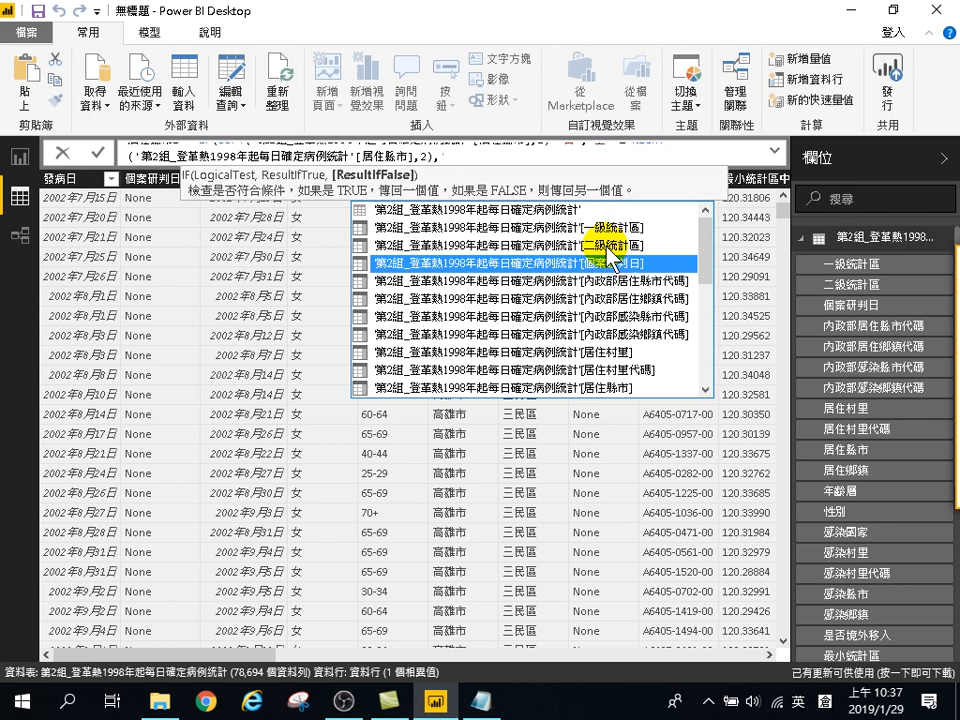 無標題 - Power BI Desktop
登入
檔案
常用
模型
說明
貼上
剪貼簿
取得資料
最近使用的來源
輸入資料
外部資料
編輯查詢
重新整理
新增頁面
新增視覺效果
詢問問題
按鈕
文字方塊
影像
圖形
插入
從 Marketplace
從檔案
自訂視覺效果
切換主題
主題
管理關聯
關聯性
新增量值
新增資料行
新的快速量值
計算
發行
共用
('第2組_登革熱1998年起每日確定病例統計'[居住縣市],2),
IF(LogicalTest, ResultIfTrue, [ResultIfFalse])
檢查是否符合條件，如果是 TRUE，傳回一個值，如果是 FALSE，則傳回另一個值。
發病日 個案研判日
'第2組_登革熱1998年起每日確定病例統計'
'第2組_登革熱1998年起每日確定病例統計'[一級統計區]
'第2組_登革熱1998年起每日確定病例統計'[二級統計區]
'第2組_登革熱1998年起每日確定病例統計'[個案研判日]
'第2組_登革熱1998年起每日確定病例統計'[內政部居住縣市代碼]
'第2組_登革熱1998年起每日確定病例統計'[內政部居住鄉鎮代碼]
'第2組_登革熱1998年起每日確定病例統計'[內政部感染縣市代碼]
'第2組_登革熱1998年起每日確定病例統計'[內政部感染鄉鎮代碼]
'第2組_登革熱1998年起每日確定病例統計'[居住村里]
'第2組_登革熱1998年起每日確定病例統計'[居住村里代碼]
'第2組_登革熱1998年起每日確定病例統計'[居住縣市]
2002年7月15日 None 2002年7月23日 女 120.31806
2002年7月20日 None 120.34443
2002年7月21日 None 2002年7月24日 女 120.32023
2002年7月25日 None 2002年7月30日 女 120.34649
2002年7月26日 None 2002年7月31日 女 120.29091
2002年8月1日 None 2002年8月5日 女 120.33881
2002年8月1日 None 2002年8月14日 女 120.34525
2002年8月3日 None 2002年8月12日 女 120.29562
2002年8月3日 None 2002年8月7日 女 120.31237
2002年8月8日 None 2002年8月14日 女 120.34048
2002年8月10日 None 2002年8月14日 女 120.32581
2002年8月14日 None 2002年8月21日 女 60-64 高雄市 三民區 None A6405-0717-00 120.30350
2002年8月17日 None 2002年8月26日 女 65-69 高雄市 三民區 None A6405-0957-00 120.30139
2002年8月21日 None 2002年8月22日 女 40-44 高雄市 三民區 None A6405-1337-00 120.33675
2002年8月24日 None 2002年8月27日 女 25-29 高雄市 三民區 None A6405-0282-00 120.32762
2002年8月26日 None 2002年8月30日 女 65-69 高雄市 三民區 None A6405-1225-00 120.33685
2002年8月27日 None 2002年9月3日 女 70+ 高雄市 三民區 None A6405-1036-00 120.33990
2002年8月28日 None 2002年8月31日 女 65-69 高雄市 三民區 None A6405-0471-00 120.31984
2002年8月31日 None 2002年9月4日 女 65-69 高雄市 三民區 None A6405-0561-00 120.32979
2002年8月31日 None 2002年9月5日 女 65-69 高雄市 三民區 None A6405-1520-00 120.28884
2002年9月2日 None 2002年9月5日 女 30-34 高雄市 三民區 None A6405-0702-00 120.32991
2002年9月4日 None 2002年9月6日 女 60-64 高雄市 三民區 None A6405-1419-00 120.29426
2002年9月4日 None 2002年9月6日 女 65-69 高雄市 三民區 None A6405-1494-00 120.33641
欄位
搜尋
第2組_登革熱1998...
一級統計區
二級統計區
個案研判日
內政部居住縣市代碼
內政部居住鄉鎮代碼
內政部感染縣市代碼
內政部感染鄉鎮代碼
居住村里
居住村里代碼
居住縣市
居住鄉鎮
年齡層
性別
感染國家
感染村里
感染村里代碼
感染縣市
感染鄉鎮
是否境外移入
最小統計區
資料表: 第2組_登革熱1998年起每日確定病例統計 (78,694 個資料列) 資料行: 資料行 (1 個相異值)
已有更新可供使用 (按一下即可下載)
英
上午 10:37
2019/1/29